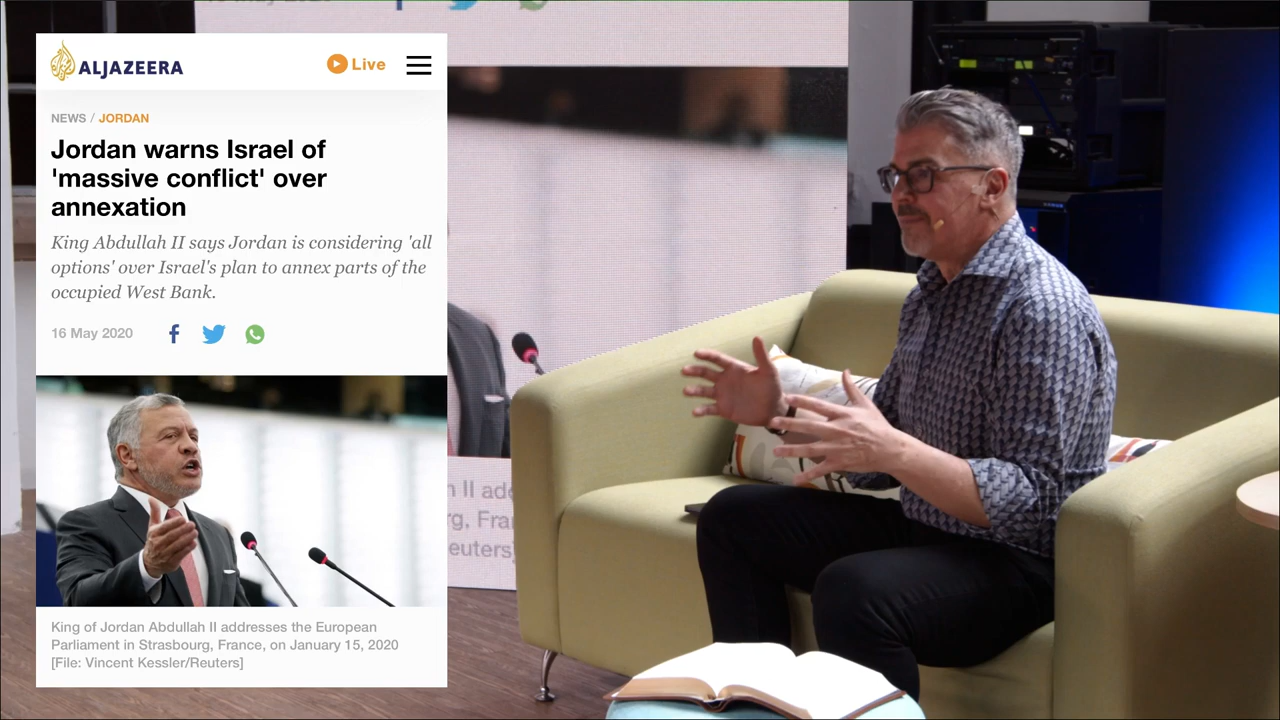 ALJAZEERA
Live
NEWS / JORDAN
Jordan warns Israel of
'massive conflict' over
annexation
King Abdullah II says Jordan is considering 'all
options' over Israel's plan to annex parts of the
occupied West Bank.
16 May 2020
King of Jordan Abdullah II addresses the European
Parliament in Strasbourg, France, on January 15, 2020
[File: Vincent Kessler/Reuters]